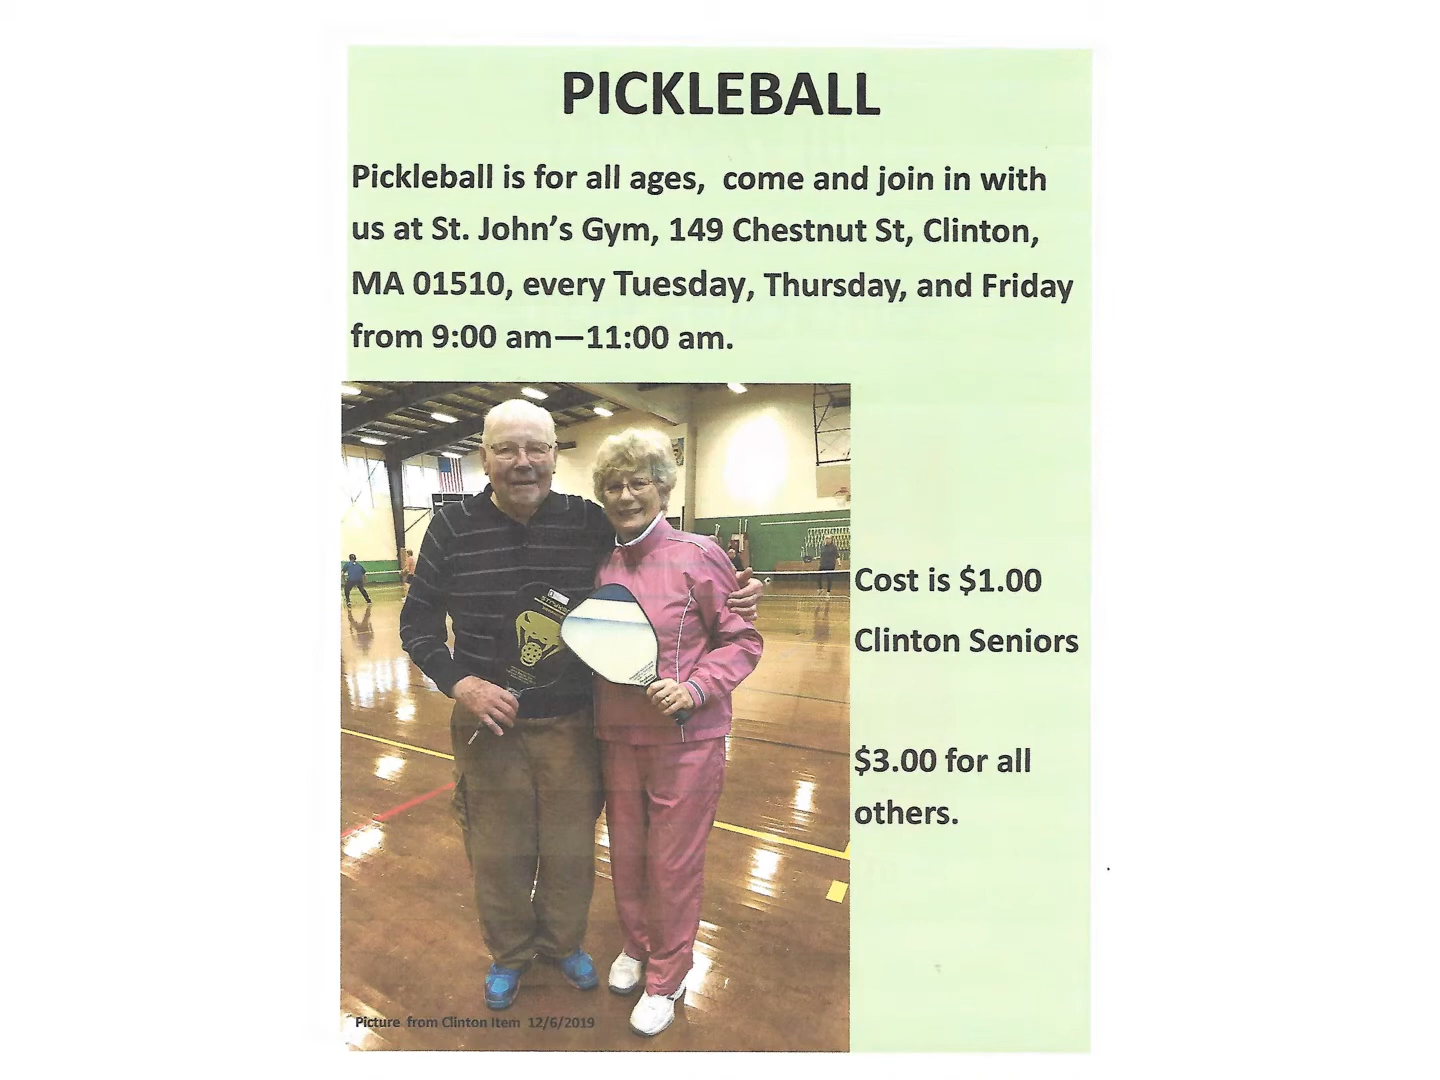 PICKLEBALL
Pickleball is for all ages, come and join in with
us at St. John’s Gym, 149 Chestnut St, Clinton,
MA 01510, every Tuesday, Thursday, and Friday
from 9:00 am—11:00 am.
Cost is $1.00
Clinton Seniors
$3.00 for all
others.
Picture from Clinton Item 12/6/2019